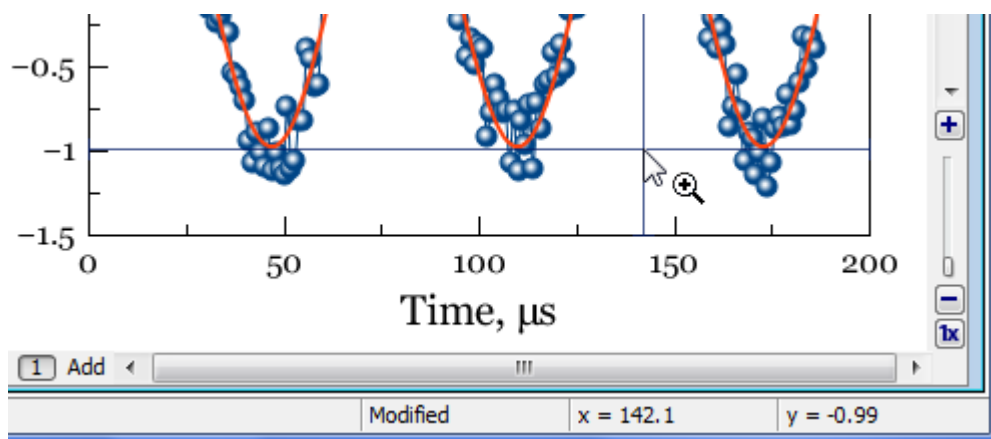 −0.5
−1
−1.5
0 50 100 150 200
Time, µs
+
−
1x
1 Add
Modified x = 142.1 y = -0.99